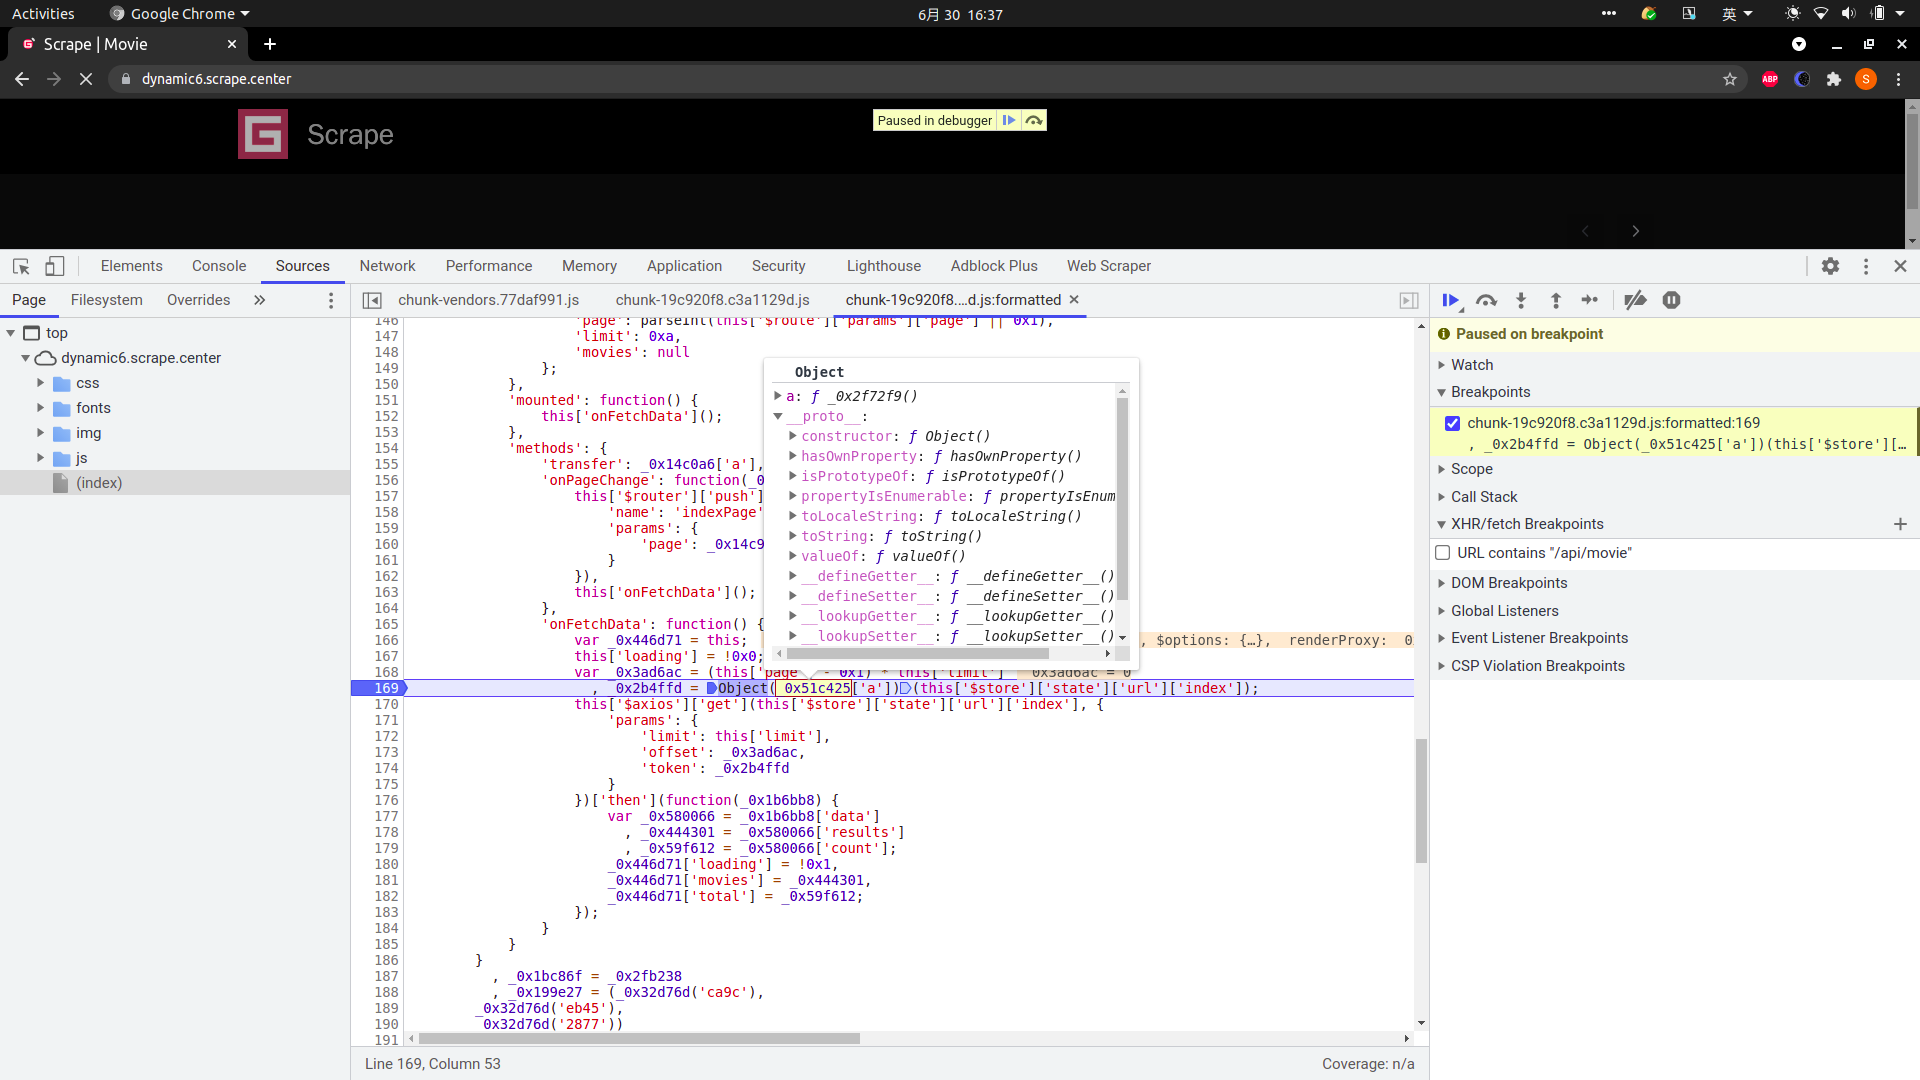 Activities
Google Chrome
6月 30 16:37
英
Scrape | Movie
dynamic6.scrape.center
ABP
S
Scrape
Paused in debugger
Elements
Console
Sources
Network
Performance
Memory
Application
Security
Lighthouse
Adblock Plus
Web Scraper
Page
Filesystem
Overrides
chunk-vendors.77daf991.js
chunk-19c920f8.c3a1129d.js
chunk-19c920f8.…d.js:formatted
top
dynamic6.scrape.center
css
fonts
img
js
(index)
146 'page': parseInt(this['$route']['params']['page'] || 0x1),
147 'limit': 0xa,
148 'movies': null
149 };
150 },
151 'mounted': function() {
152 this['onFetchData']();
153 },
154 'methods': {
155 'transfer': _0x14c0a6['a'],
156 'onPageChange': function(_0
157 this['$router']['push']
158 'name': 'indexPage'
159 'params': {
160 'page': _0x14c9
161 }
162 }),
163 this['onFetchData']();
164 },
165 'onFetchData': function() {
166 var _0x446d71 = this; , $options: {…}, renderProxy: 0
167 this['loading'] = !0x0;
168 var _0x3ad6ac = (this['page'] - 0x1) * this['limit'] _0x3ad6ac = 0
169 , _0x2b4ffd = Object(_0x51c425['a'])(this['$store']['state']['url']['index']);
170 this['$axios']['get'](this['$store']['state']['url']['index'], {
171 'params': {
172 'limit': this['limit'],
173 'offset': _0x3ad6ac,
174 'token': _0x2b4ffd
175 }
176 })['then'](function(_0x1b6bb8) {
177 var _0x580066 = _0x1b6bb8['data']
178 , _0x444301 = _0x580066['results']
179 , _0x59f612 = _0x580066['count'];
180 _0x446d71['loading'] = !0x1,
181 _0x446d71['movies'] = _0x444301,
182 _0x446d71['total'] = _0x59f612;
183 });
184 }
185 }
186 }
187 , _0x1bc86f = _0x2fb238
188 , _0x199e27 = (_0x32d76d('ca9c'),
189 _0x32d76d('eb45'),
190 _0x32d76d('2877'))
191
Object
a: ƒ _0x2f72f9()
__proto__:
constructor: ƒ Object()
hasOwnProperty: ƒ hasOwnProperty()
isPrototypeOf: ƒ isPrototypeOf()
propertyIsEnumerable: ƒ propertyIsEnum
toLocaleString: ƒ toLocaleString()
toString: ƒ toString()
valueOf: ƒ valueOf()
__defineGetter__: ƒ __defineGetter__()
__defineSetter__: ƒ __defineSetter__()
__lookupGetter__: ƒ __lookupGetter__()
__lookupSetter__: ƒ __lookupSetter__()
Line 169, Column 53
Coverage: n/a
Paused on breakpoint
Watch
Breakpoints
chunk-19c920f8.c3a1129d.js:formatted:169
, _0x2b4ffd = Object(_0x51c425['a'])(this['$store'][…
Scope
Call Stack
XHR/fetch Breakpoints
URL contains "/api/movie"
DOM Breakpoints
Global Listeners
Event Listener Breakpoints
CSP Violation Breakpoints